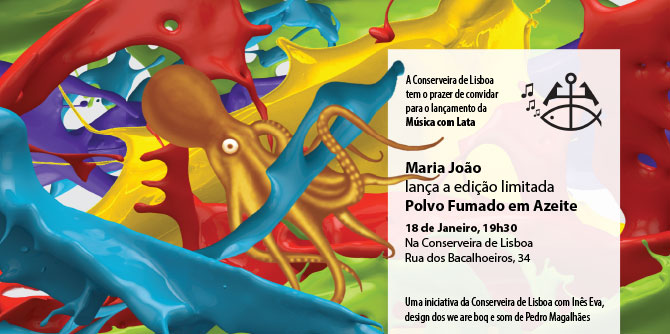 A Conserveira de Lisboa
tem o prazer de convidar
para o lançamento da
Música com Lata
Maria João
lança a edição limitada
Polvo Fumado em Azeite
18 de Janeiro, 19h30
Na Conserveira de Lisboa
Rua dos Bacalhoeiros, 34
Uma iniciativa da Conserveira de Lisboa com Inês Eva,
design dos we are boq e som de Pedro Magalhães